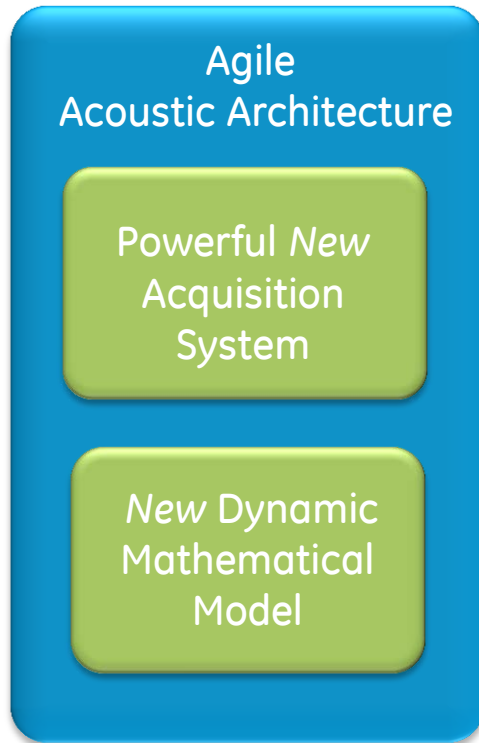 Agile
Acoustic Architecture
Powerful New
Acquisition
System
New Dynamic
Mathematical
Model